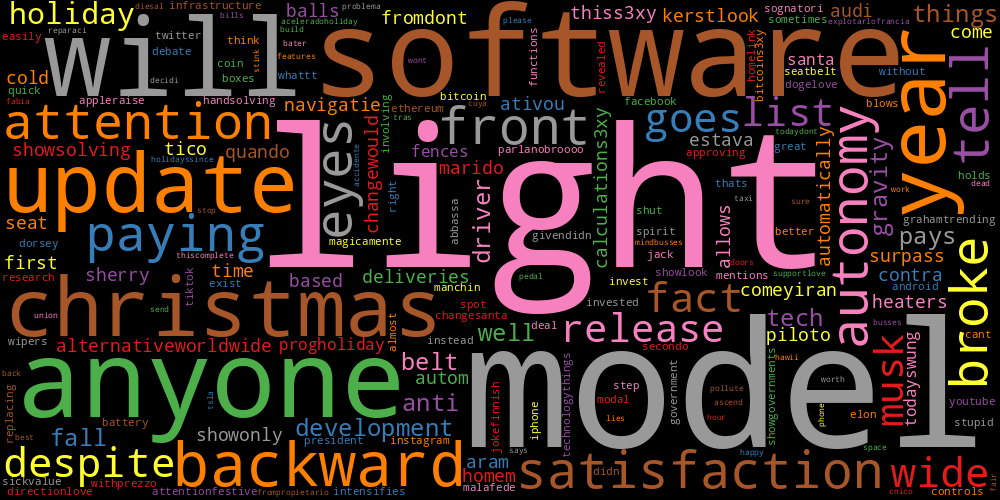 holiday
diesal infrastructure
bills
aceleradoholiday
problema
balls
fromdont
thiss3xy
kerstlook
sognatori
audi
sometimes
explotarlofrancia
things
come
easily
reparaci
will
twitter
debate
think
build
software
features
bater
whattt
stink
coin
boxes
decidi
wont
please
functions
revealed
homelink
bitcoins3xy
santa
seatbelt
dogelove
without
android
cold
quick
fabia
appleraise
handsolving
navigatie
ethereum
bitcoin
cuya
tras
involving
ativou
facebook
goes
list
blows
year
tell
attention
showsolving
tico
quando
holidayssince
eyes
accidente
changewould
front
fences
parlanobroooo
estava
approving
todaydont
great
thats
taxi
sure
work
holds
dead
gravity
autonomy
automatically
grahamtrending
update
light
marido
right
driver
abbassa
givendidn
calculations3xy
shut
spirit
mindbusses
jack
allows
better
pays
surpass
contra
seat
dorsey
paying
stop
thiscomplete
magicamente
first
research
sherry
tiktok
time
exist
based
deliveries
manchin
pedal
invest
showlook
mentions
doors
supportlove
christmas
union
send
almost
spot
changesanta
instead
invested
fact
comeyiran
heaters
tech
piloto
busses
cant
broke
wipers
alternativeworldwide
progholiday
well
deal
release
secondo
hawii
musk
todayswung
youtube
stupid
back
anyone
tsla
belt
autom
anti
model
jokefinnish
says
iphone
technologythings
step
modal
lies
government
pollute
ascend
hour
showgovernments
worth
phone
elon
space
replacing
best
battery
fall
showonly
development
president
instagram
aram
homem
malafede
didn
happy
despite
backward
satisfaction
wide
sickvalue
directionlove
withprezzo
attentionfestive
frmpropietario
intensifies
cnico
controls
fair